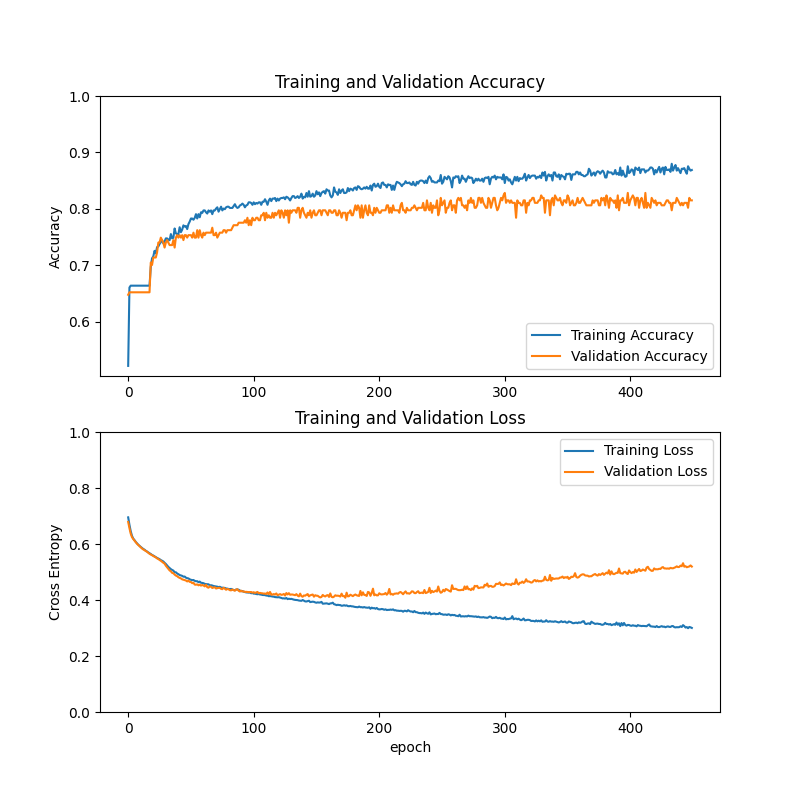 Training and Validation Accuracy
Accuracy
1.0
0.9
0.8
0.7
0.6
Training Accuracy
Validation Accuracy
0 100 200 300 400
Training and Validation Loss
Cross Entropy
1.0
0.8
0.6
0.4
0.2
0.0
Training Loss
Validation Loss
0 100 200 300 400
epoch